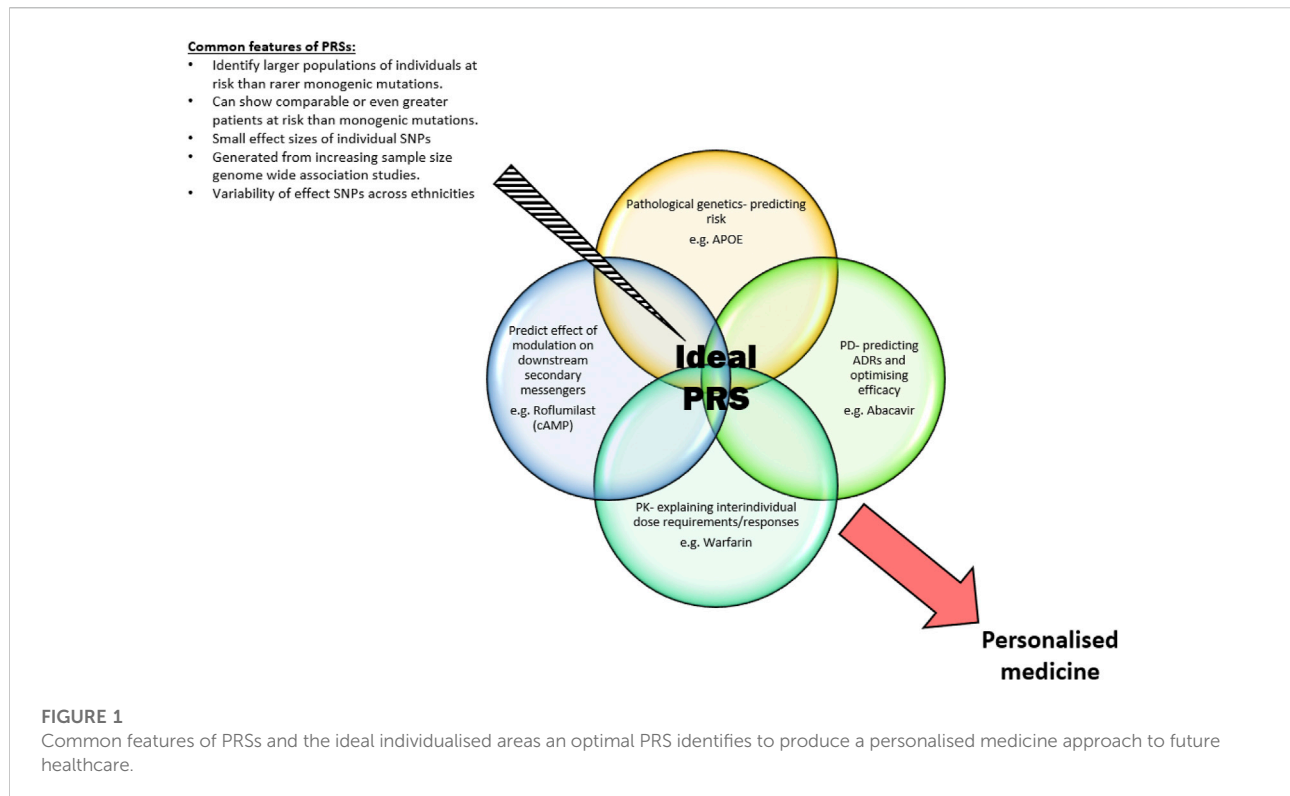 Common features of PRSs:
• Identify larger populations of individuals at
risk than rarer monogenic mutations.
• Can show comparable or even greater
patients at risk than monogenic mutations.
• Small effect sizes of individual SNPs
• Generated from increasing sample size
genome wide association studies.
• Variability of effect SNPs across ethnicities
Pathological genetics- predicting
risk
e.g. APOE
Predict effect of
modulation on
downstream
secondary
messengers
e.g. Roflumilast
(cAMP)
Ideal
PRS
PD- predicting
ADRs and
optimising
efficacy
e.g. Abacavir
PK- explaining interindividual
dose requirements/responses
e.g. Warfarin
Personalised
medicine
FIGURE 1
Common features of PRSs and the ideal individualised areas an optimal PRS identifies to produce a personalised medicine approach to future
healthcare.